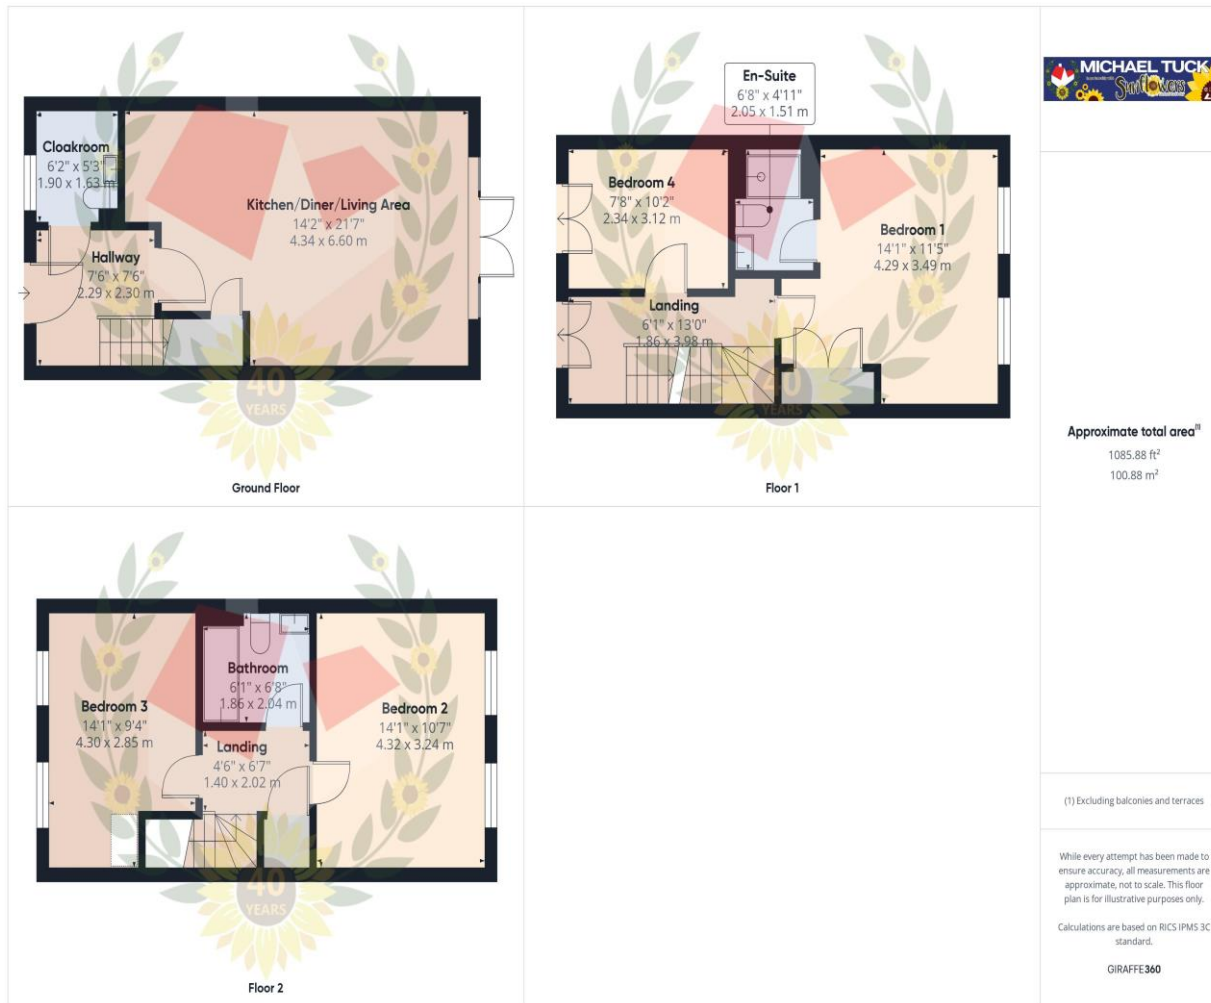 Cloakroom
6'2" x 5'3"
1.90 x 1.63 m
Kitchen/Diner/Living Area
14'2" x 21'7"
4.34 x 6.60 m
Hallway
7'6" x 7'6"
2.29 x 2.30 m
40
YEARS
Ground Floor
En-Suite
6'8" x 4'11"
2.05 x 1.51 m
Bedroom 4
7'8" x 10'2"
2.34 x 3.12 m
Bedroom 1
14'1" x 11'5"
4.29 x 3.49 m
Landing
6'1" x 13'0"
1.86 x 3.98 m
40
YEARS
Floor 1
MICHAEL TUCK
Sunflowers
Approximate total area(1)
1085.88 ft²
100.88 m²
Bathroom
6'1" x 6'8"
1.86 x 2.04 m
Bedroom 3
14'1" x 9'4"
4.30 x 2.85 m
Bedroom 2
14'1" x 10'7"
4.32 x 3.24 m
Landing
4'6" x 6'7"
1.40 x 2.02 m
40
YEARS
Floor 2
(1) Excluding balconies and terraces
While every attempt has been made to
ensure accuracy, all measurements are
approximate, not to scale. This floor
plan is for illustrative purposes only.
Calculations are based on RICS IPMS 3C
standard.
GIRAFFE360